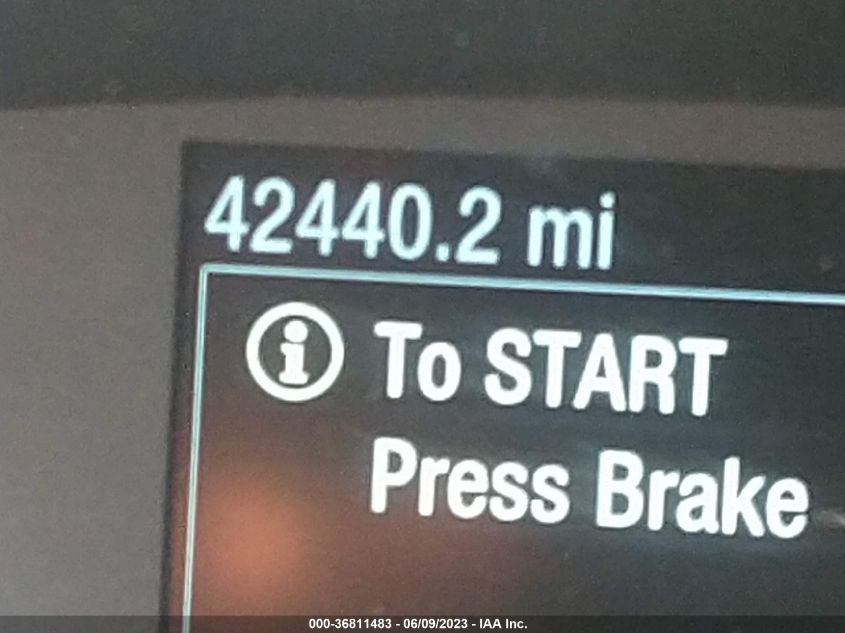 42440.2 mi
To START
Press Brake
000-36811483 - 06/09/2023 - IAA Inc.